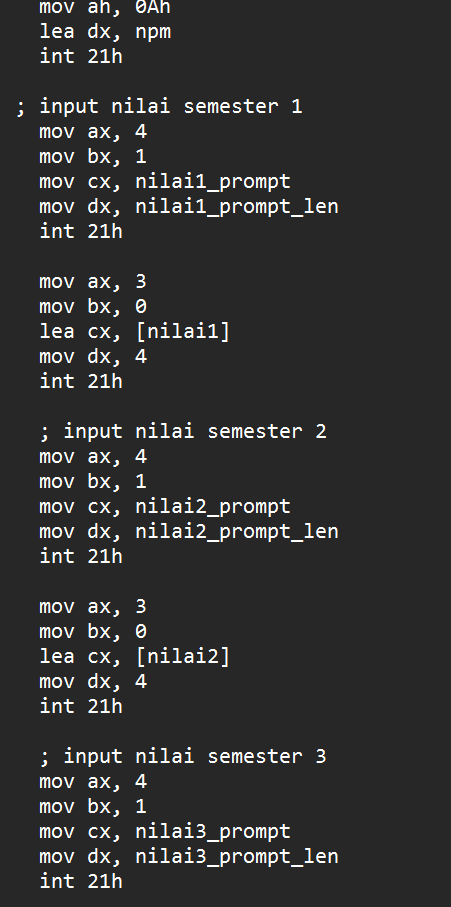 mov ah, 0Ah
lea dx, npm
int 21h
; input nilai semester 1
mov ax, 4
mov bx, 1
mov cx, nilai1_prompt
mov dx, nilai1_prompt_len
int 21h
mov ax, 3
mov bx, 0
lea cx, [nilai1]
mov dx, 4
int 21h
; input nilai semester 2
mov ax, 4
mov bx, 1
mov cx, nilai2_prompt
mov dx, nilai2_prompt_len
int 21h
mov ax, 3
mov bx, 0
lea cx, [nilai2]
mov dx, 4
int 21h
; input nilai semester 3
mov ax, 4
mov bx, 1
mov cx, nilai3_prompt
mov dx, nilai3_prompt_len
int 21h